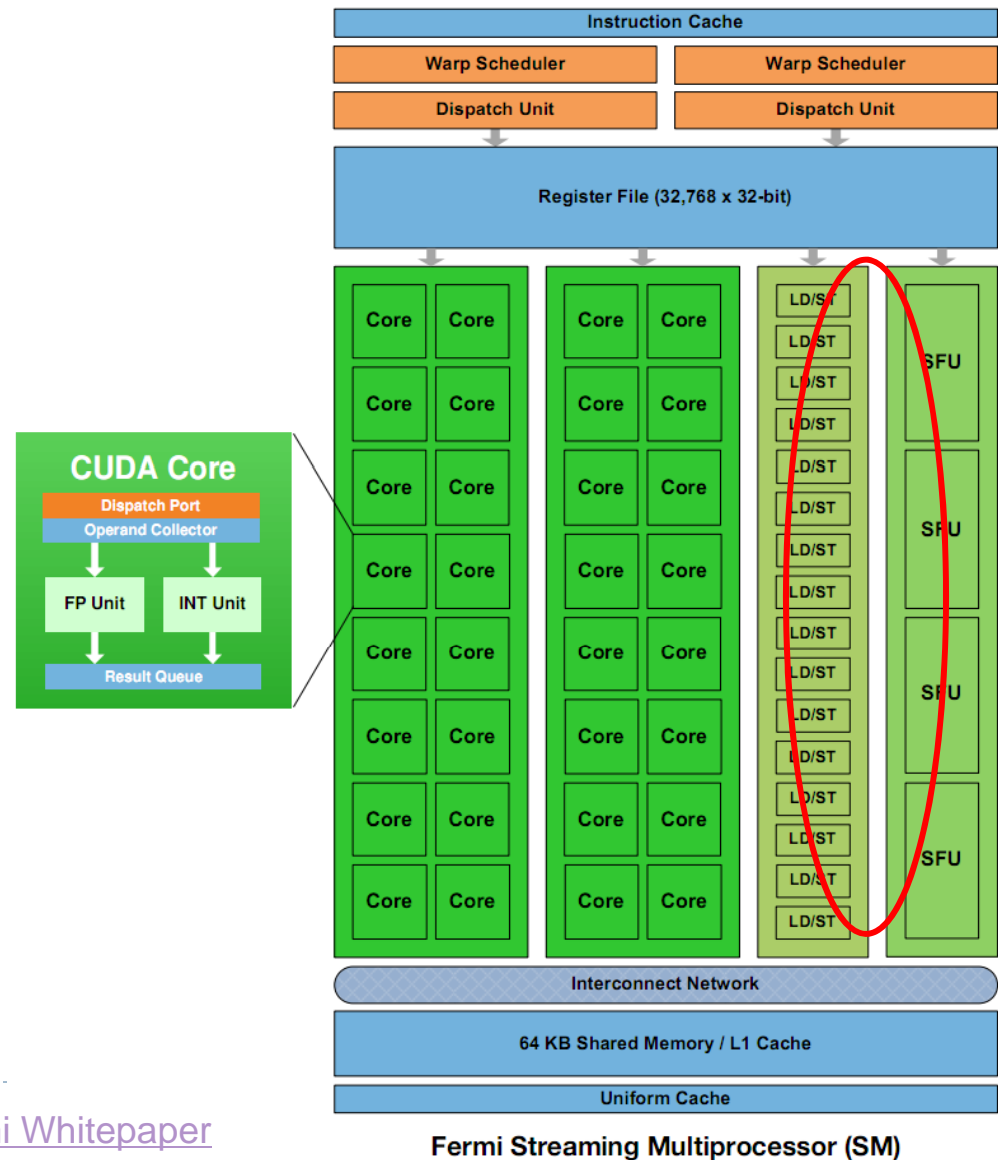 Instruction Cache
Warp Scheduler Warp Scheduler
Dispatch Unit Dispatch Unit
Register File (32,768 x 32-bit)
Core Core Core Core LD/ST
LD/ST
SFU
Core Core Core Core LD/ST
LD/ST
Core Core Core Core LD/ST
LD/ST
SFU
Core Core Core Core LD/ST
LD/ST
Core Core Core Core LD/ST
LD/ST
SFU
Core Core Core Core LD/ST
LD/ST
Core Core Core Core LD/ST
LD/ST
SFU
Core Core Core Core LD/ST
LD/ST
CUDA Core
Dispatch Port
Operand Collector
FP Unit INT Unit
Result Queue
Interconnect Network
64 KB Shared Memory / L1 Cache
Uniform Cache
Whitepaper
Fermi Streaming Multiprocessor (SM)